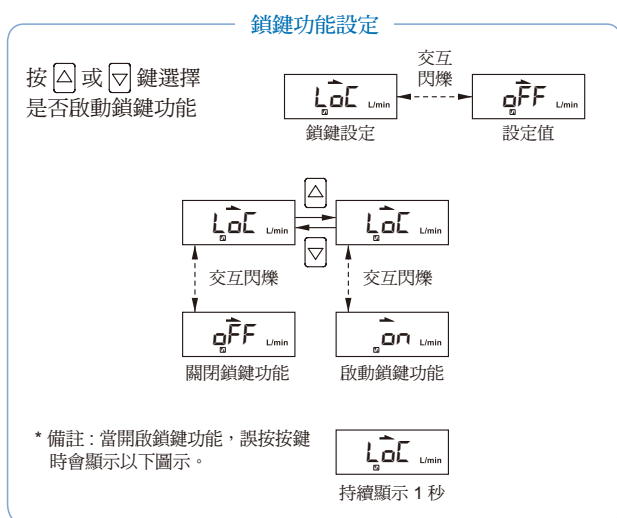 鎖鍵功能設定
按 △ 或 ▽ 鍵選擇
是否啟動鎖鍵功能
交互
閃爍
LoC L/min
oFF L/min
鎖鍵設定
設定值
△
LoC L/min
LoC L/min
▽
交互閃爍
交互閃爍
oFF L/min
on L/min
關閉鎖鍵功能
啟動鎖鍵功能
* 備註 : 當開啟鎖鍵功能，誤按按鍵
時會顯示以下圖示。
LoC L/min
持續顯示 1 秒